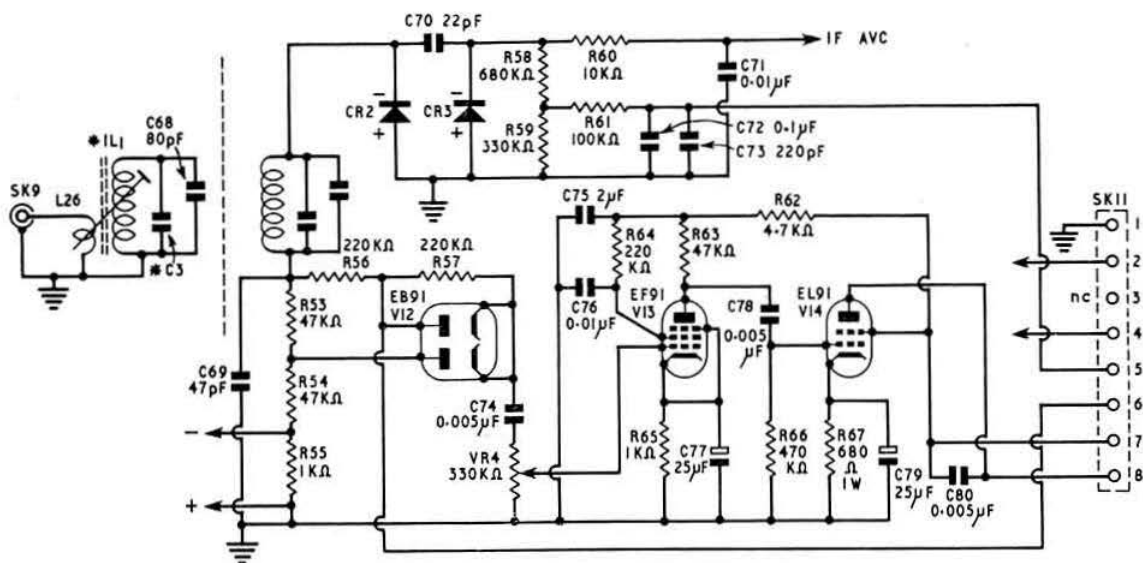 C70 22pF
IF AVC
R58
680KΩ
R60
10KΩ
C71
0.01µF
CR2
CR3
-
+
-
+
R59
330KΩ
R61
100KΩ
C72 0.1µF
C73 220pF
C68
80pF
*IL1
SK9
L26
*C3
C75 2µF
R62
4.7KΩ
SK11
1
2
nc 3
4
5
6
7
8
220KΩ
R56
220KΩ
R57
R64
220
KΩ
R63
47KΩ
R53
47KΩ
EB91
V12
C76
0.01µF
EF91
V13
C78
0.005
µF
EL91
V14
C69
47pF
R54
47KΩ
C74
0.005µF
-
R55
1KΩ
+
VR4
330KΩ
R65
1KΩ
C77
25µF
R66
470
KΩ
R67
680
Ω
1W
C79
25µF
C80
0.005µF